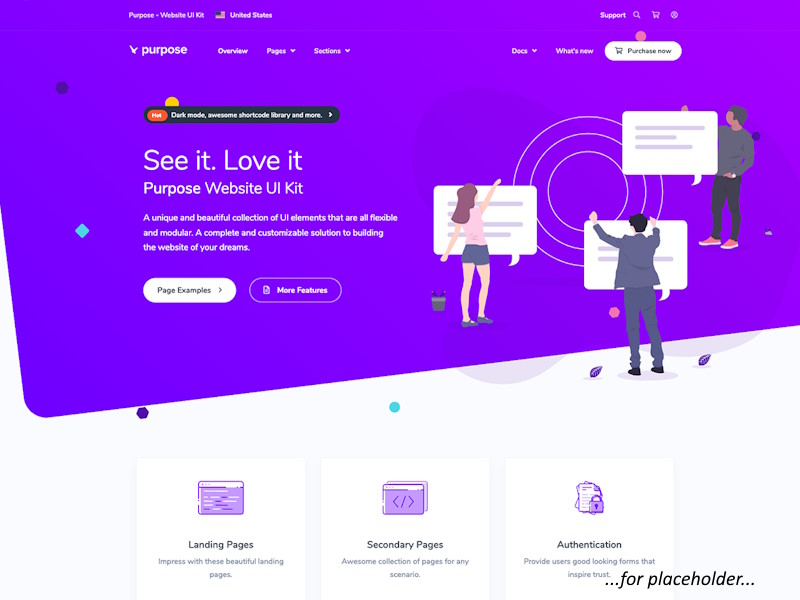 Purpose - Website UI Kit
United States
Support
purpose
Overview
Pages
Sections
Docs
What's new
Purchase now
Hot
Dark mode, awesome shortcode library and more.
See it. Love it
Purpose Website UI Kit
A unique and beautiful collection of UI elements that are all flexible
and modular. A complete and customizable solution to building
the website of your dreams.
Page Examples
More Features
Landing Pages
Impress with these beautiful landing
pages.
Secondary Pages
Awesome collection of pages for any
scenario.
Authentication
Provide users good looking forms that
inspire trust.
...for placeholder...